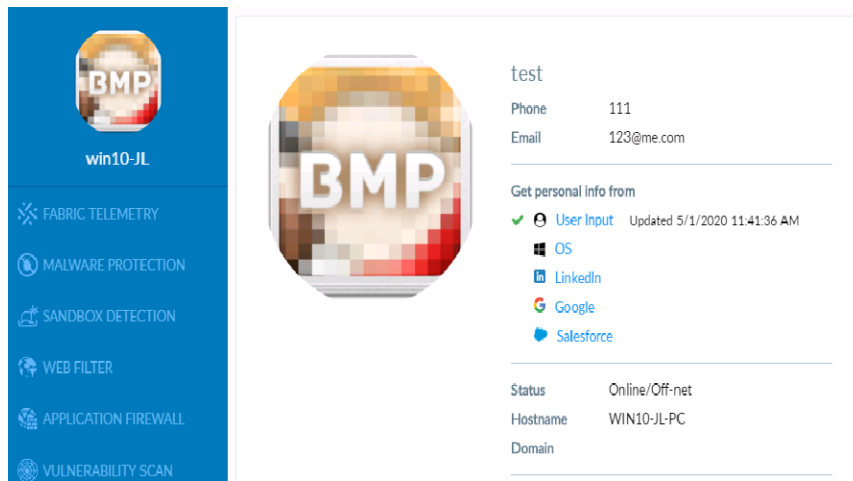 BMP
win10-JL
FABRIC TELEMETRY
MALWARE PROTECTION
SANDBOX DETECTION
WEB FILTER
APPLICATION FIREWALL
VULNERABILITY SCAN
BMP
test
Phone 111
Email 123@me.com
Get personal info from
User Input Updated 5/1/2020 11:41:36 AM
OS
LinkedIn
Google
Salesforce
Status Online/Off-net
Hostname WIN10-JL-PC
Domain